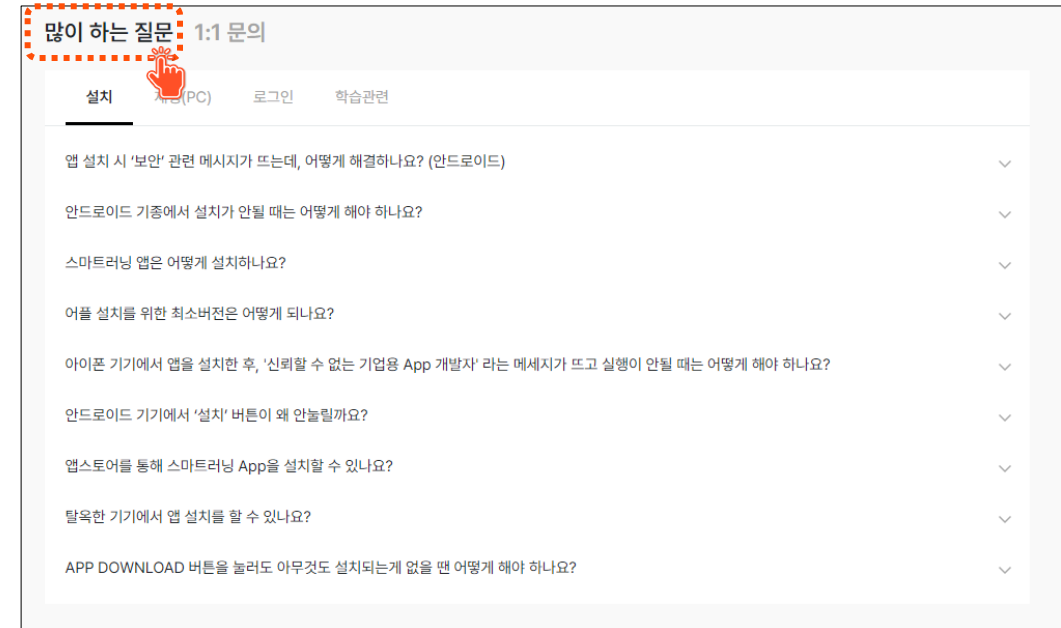 많이 하는 질문 1:1 문의
설치 (PC) 로그인 학습관련
앱 설치 시 ‘보안’ 관련 메시지가 뜨는데, 어떻게 해결하나요? (안드로이드)
안드로이드 기종에서 설치가 안될 때는 어떻게 해야 하나요?
스마트러닝 앱은 어떻게 설치하나요?
어플 설치를 위한 최소버전은 어떻게 되나요?
아이폰 기기에서 앱을 설치한 후, '신뢰할 수 없는 기업용 App 개발자' 라는 메세지가 뜨고 실행이 안될 때는 어떻게 해야 하나요?
안드로이드 기기에서 ‘설치’ 버튼이 왜 안눌릴까요?
앱스토어를 통해 스마트러닝 App을 설치할 수 있나요?
탈옥한 기기에서 앱 설치를 할 수 있나요?
APP DOWNLOAD 버튼을 눌러도 아무것도 설치되는게 없을 땐 어떻게 해야 하나요?